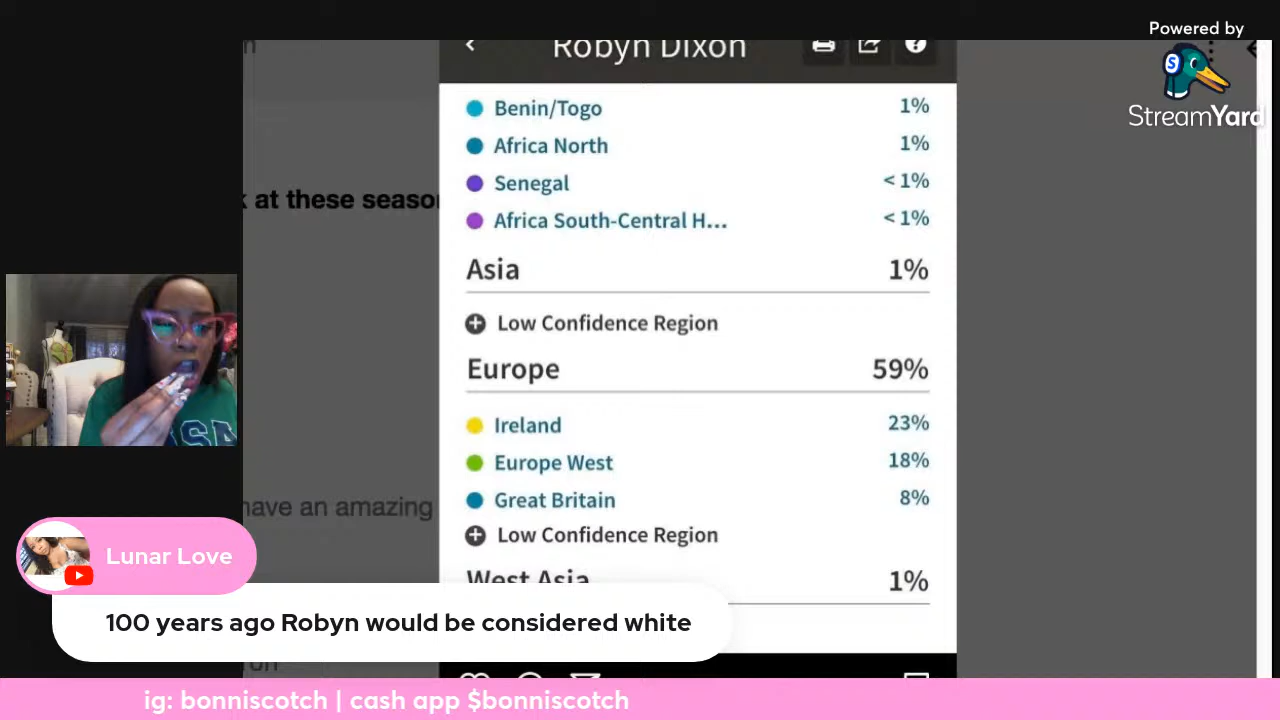 Powered by
StreamYard
Robyn Dixon
Benin/Togo 1%
Africa North 1%
Senegal < 1%
Africa South-Central H... < 1%
k at these seaso
Asia 1%
Low Confidence Region
Europe 59%
Ireland 23%
Europe West 18%
Great Britain 8%
have an amazing
Low Confidence Region
West Asia 1%
Lunar Love
100 years ago Robyn would be considered white
ig: bonniscotch | cash app $bonniscotch